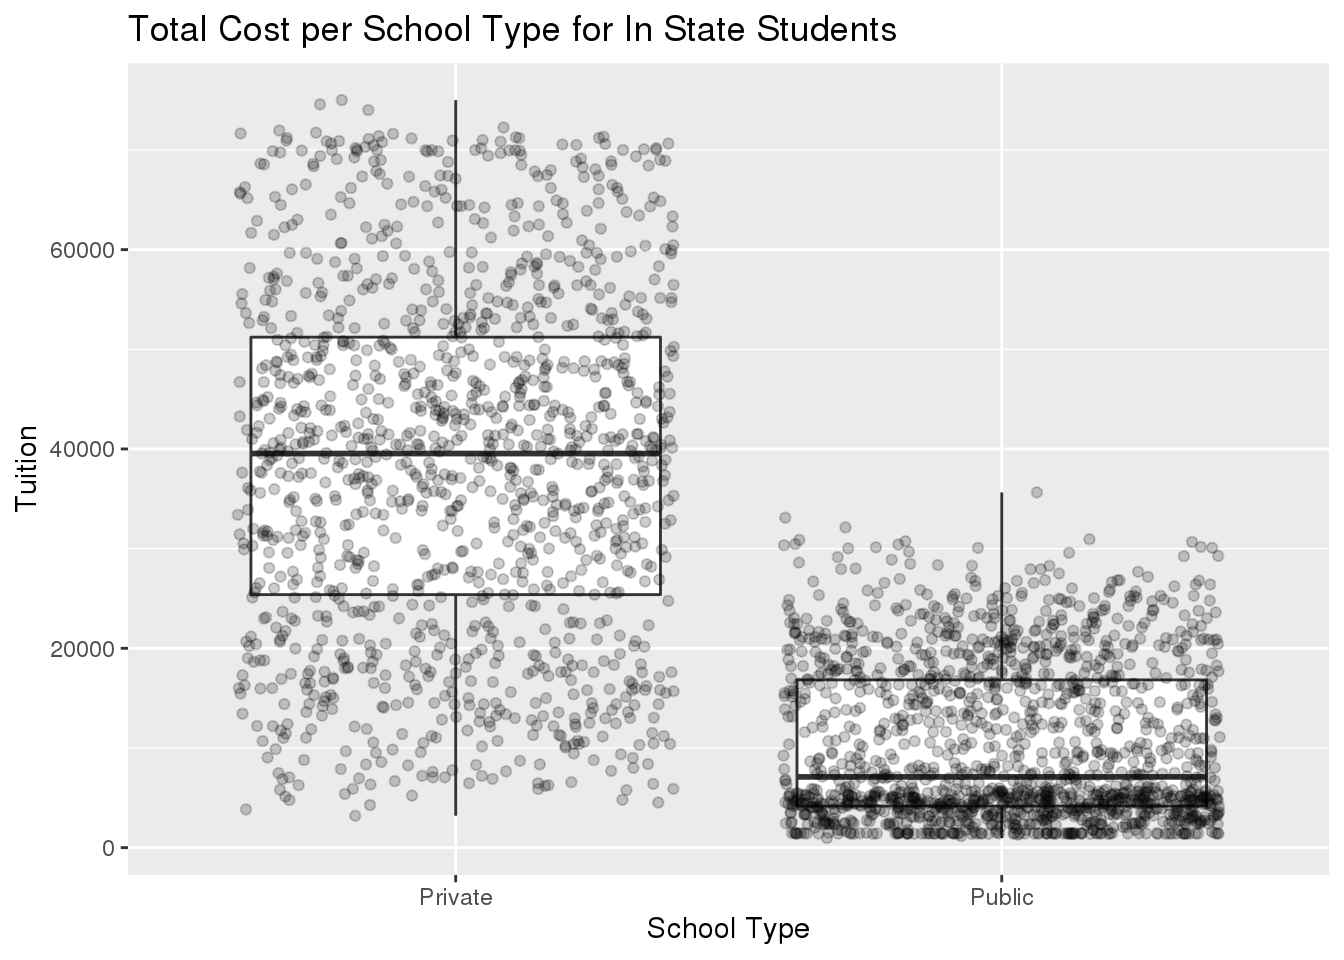 Total Cost per School Type for In State Students
Tuition
60000
40000
20000
0
Private
Public
School Type